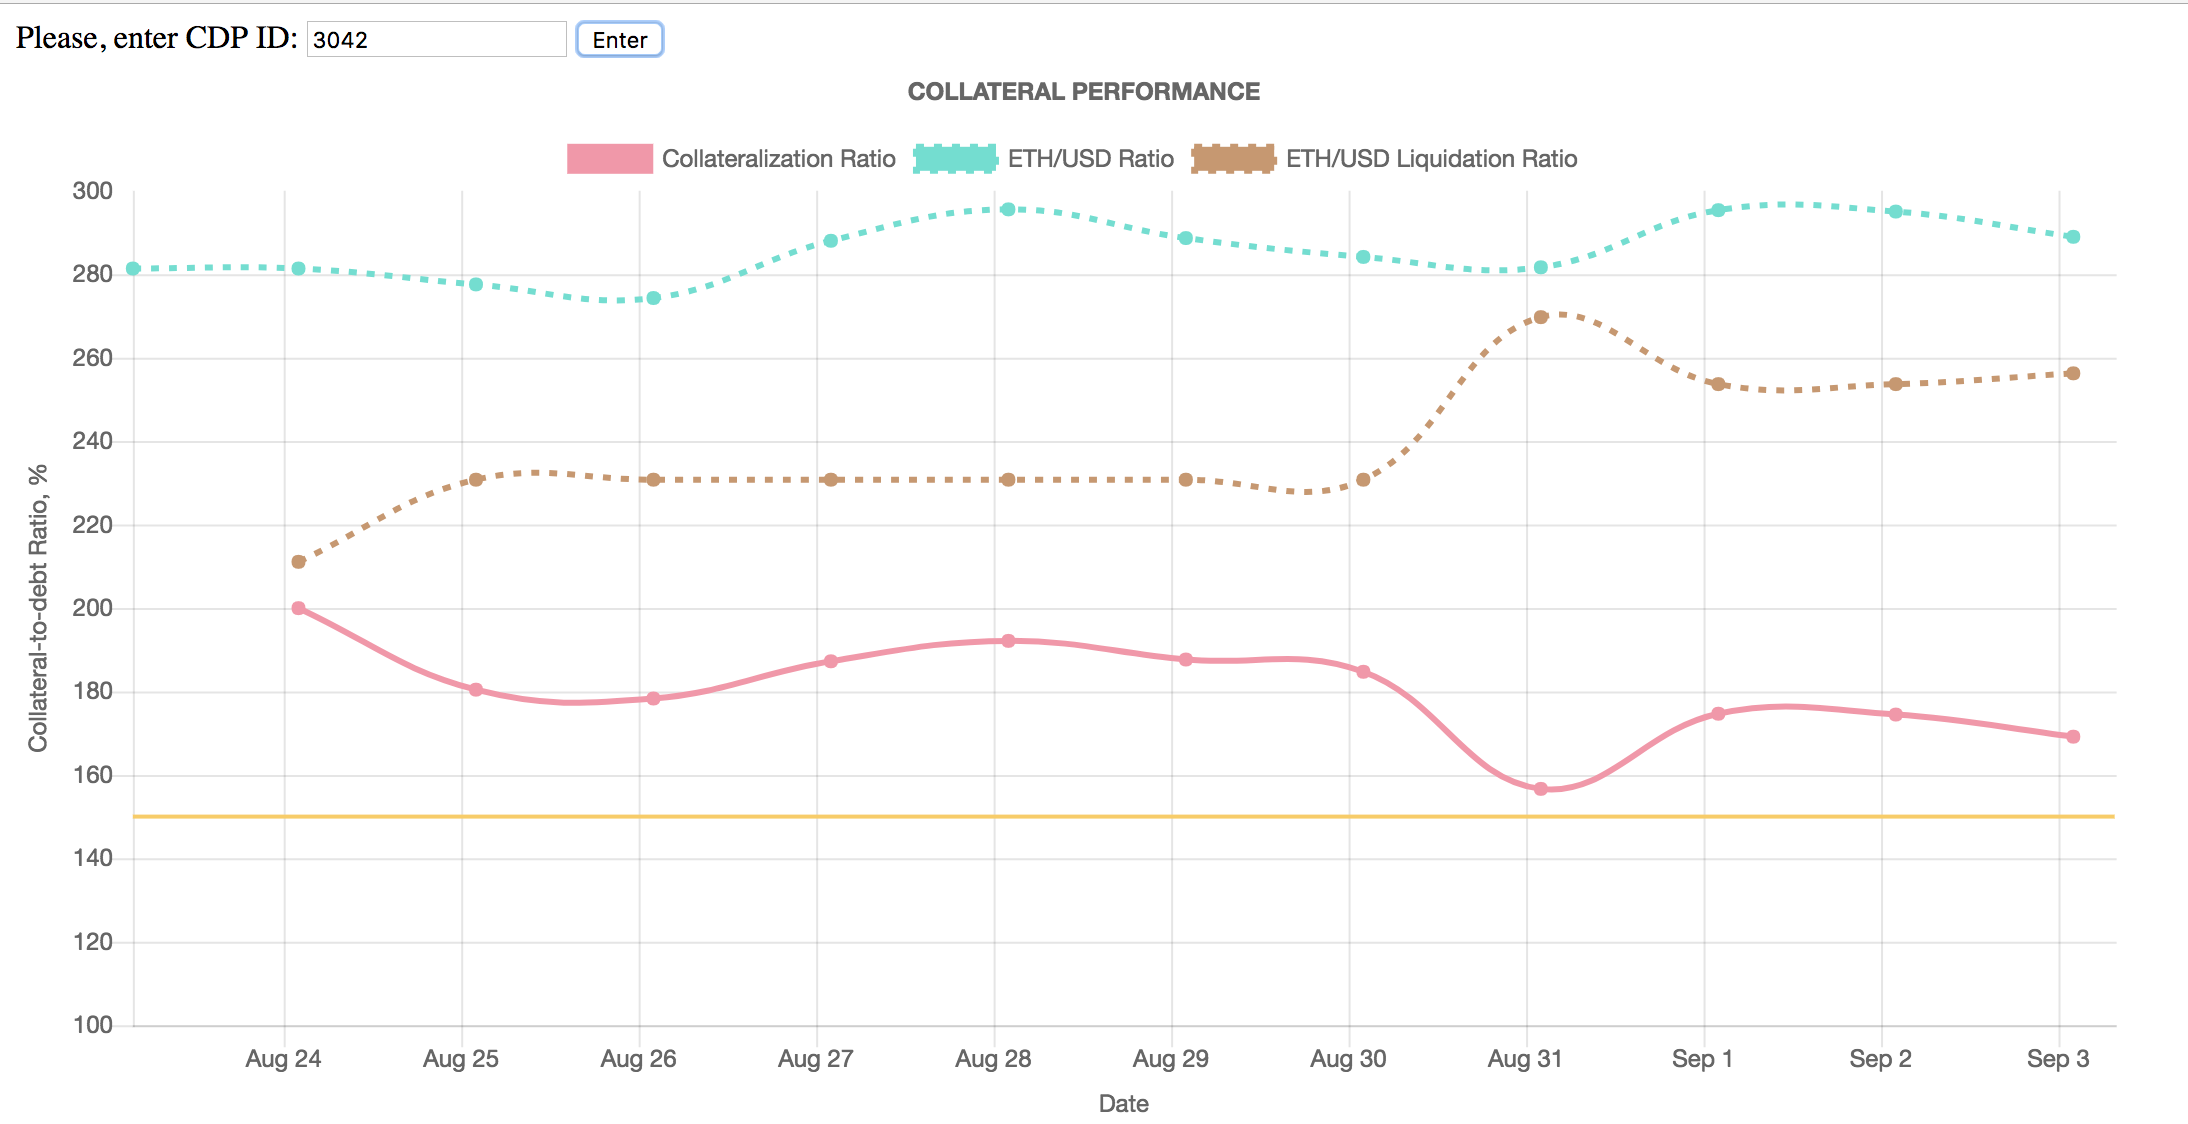 Please, enter CDP ID: 3042 Enter
COLLATERAL PERFORMANCE
Collateralization Ratio ETH/USD Ratio ETH/USD Liquidation Ratio
300
280
260
240
220
200
180
160
140
120
100
Collateral-to-debt Ratio, %
Aug 24 Aug 25 Aug 26 Aug 27 Aug 28 Aug 29 Aug 30 Aug 31 Sep 1 Sep 2 Sep 3
Date